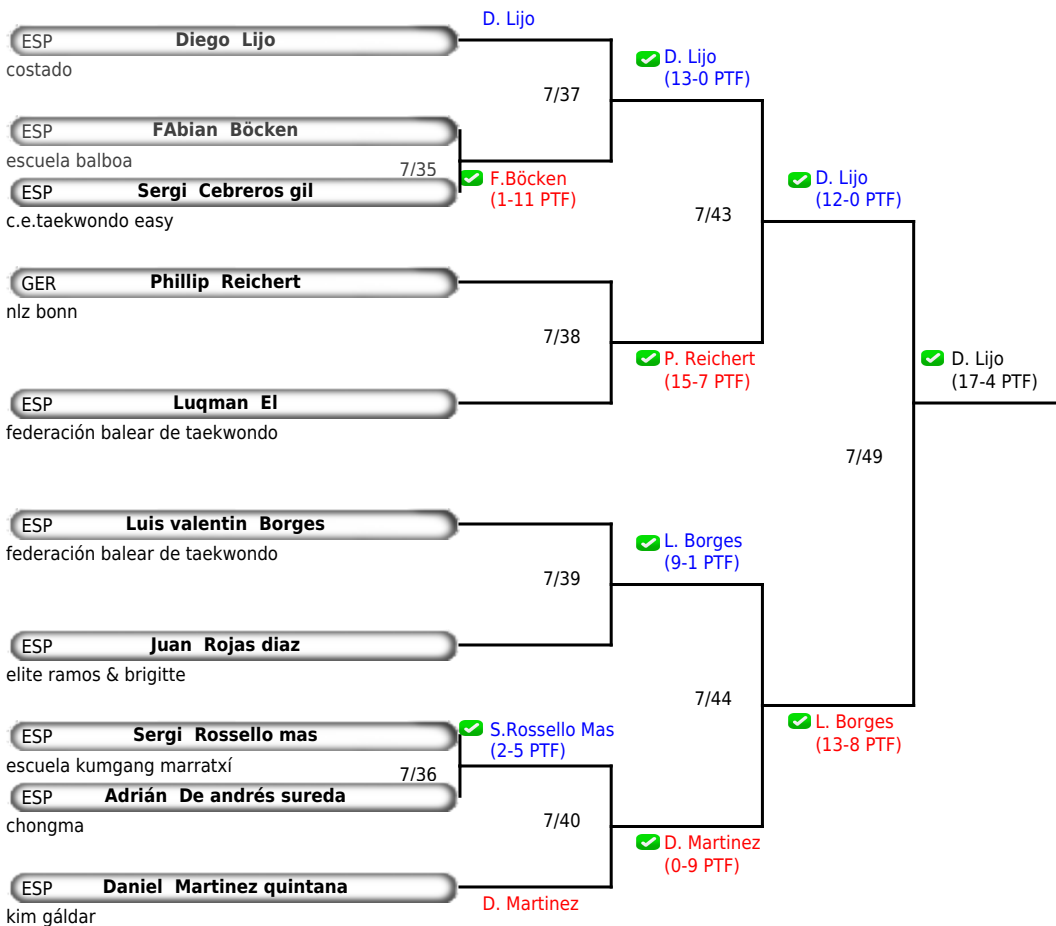 D. Lijo
ESP Diego Lijo
costado
D. Lijo
(13-0 PTF)
7/37
ESP FAbian Böcken
escuela balboa
7/35
F.Böcken
(1-11 PTF)
ESP Sergi Cebreros gil
c.e.taekwondo easy
D. Lijo
(12-0 PTF)
7/43
GER Phillip Reichert
nlz bonn
7/38
P. Reichert
(15-7 PTF)
D. Lijo
(17-4 PTF)
ESP Luqman El
federación balear de taekwondo
7/49
ESP Luis valentin Borges
federación balear de taekwondo
L. Borges
(9-1 PTF)
7/39
ESP Juan Rojas diaz
elite ramos & brigitte
7/44
L. Borges
(13-8 PTF)
ESP Sergi Rossello mas
escuela kumgang marratxí
S.Rossello Mas
(2-5 PTF)
7/36
ESP Adrián De andrés sureda
chongma
7/40
D. Martinez
(0-9 PTF)
ESP Daniel Martinez quintana
kim gáldar
D. Martinez